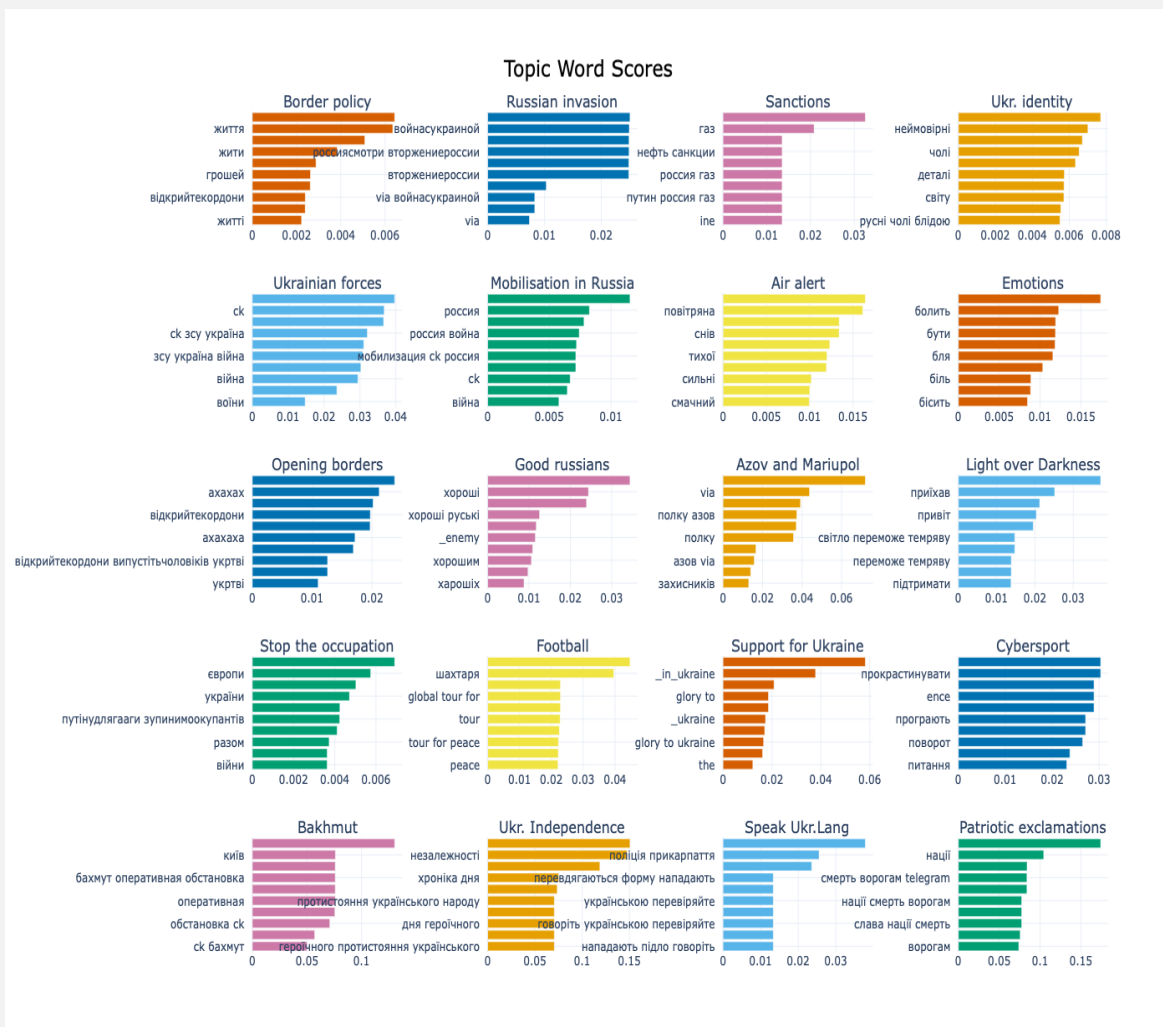 Topic Word Scores
Border policy
життя
жити
грошей
відкрийтекордони
житті
0 0.002 0.004 0.006
Russian invasion
войнасукраиной
россиясмотри вторжениероссии
вторжениероссии
via войнасукраиной
via
0 0.01 0.02
Sanctions
газ
нефть санкции
россия газ
путин россия газ
ine
0 0.01 0.02 0.03
Ukr. identity
неймовірні
чолі
деталі
світу
русні чолі блідою
0 0.002 0.004 0.006 0.008
Ukrainian forces
ck
ck зсу україна
зсу україна війна
війна
воїни
0 0.01 0.02 0.03 0.04
Mobilisation in Russia
россия
россия война
мобилизация ck россия
ck
війна
0 0.005 0.01
Air alert
повітряна
снів
тихої
сильні
смачний
0 0.005 0.01 0.015
Emotions
болить
бути
бля
біль
бісить
0 0.005 0.01 0.015
Opening borders
ахахах
відкрийтекордони
ахахаха
відкрийтекордони випустітьчоловіків укртві
укртві
0 0.01 0.02
Good russians
хороші
хороші руські
_enemy
хорошим
харошіх
0 0.01 0.02 0.03
Azov and Mariupol
via
полку азов
полку
азов via
захисників
0 0.02 0.04 0.06
Light over Darkness
приїхав
привіт
світло переможе темряву
переможе темряву
підтримати
0 0.01 0.02 0.03
Stop the occupation
європи
україни
путінудлягааги зупинимоокупантів
разом
війни
0 0.002 0.004 0.006
Football
шахтаря
global tour for
tour
tour for peace
peace
0 0.01 0.02 0.03 0.04
Support for Ukraine
_in_ukraine
glory to
_ukraine
glory to ukraine
the
0 0.02 0.04 0.06
Cybersport
прокрастинувати
ence
програють
поворот
питання
0 0.01 0.02 0.03
Bakhmut
київ
бахмут оперативная обстановка
оперативная
обстановка ck
ck бахмут
0 0.05 0.1
Ukr. Independence
незалежності
хроніка дня
протистояння українського народу
дня героїчного
героїчного протистояння українського
0 0.05 0.1 0.15
Speak Ukr.Lang
поліція прикарпаття
перевдягаються форму нападають
українською перевіряйте
говоріть українською перевіряйте
нападають підло говоріть
0 0.01 0.02 0.03
Patriotic exclamations
нації
смерть ворогам telegram
нації смерть ворогам
слава нації смерть
ворогам
0 0.05 0.1 0.15